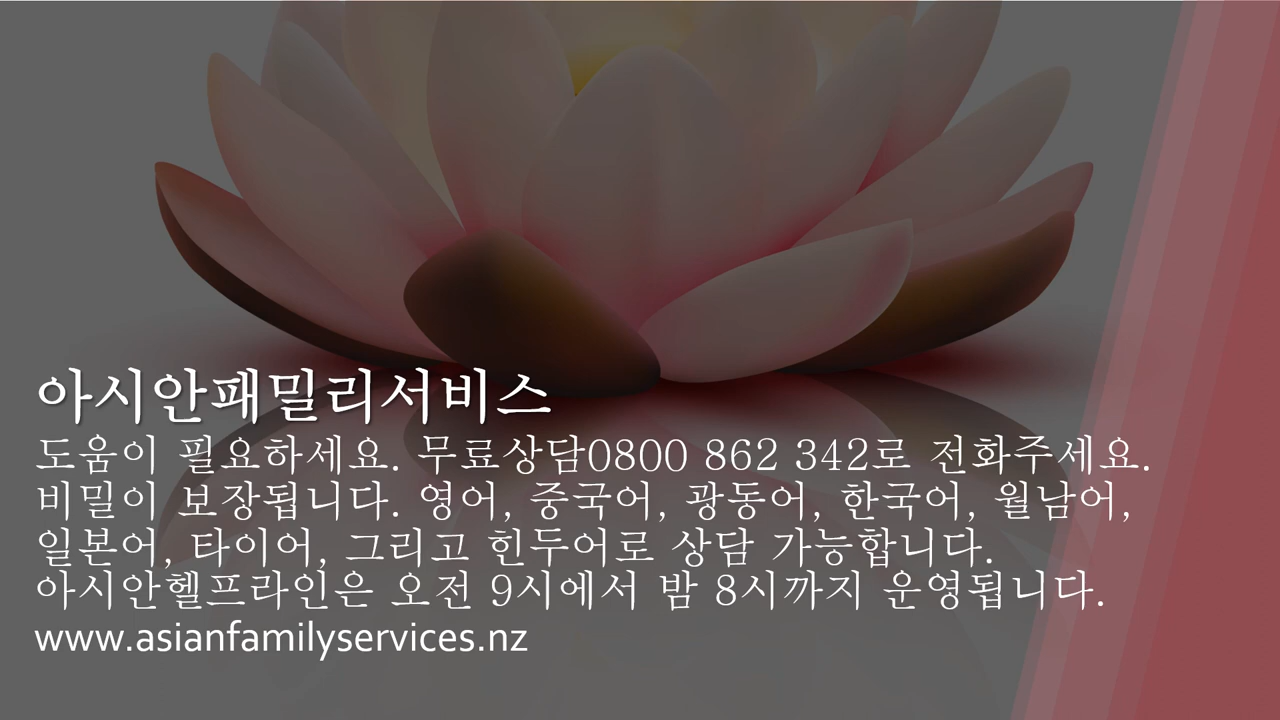 아시안패밀리서비스
도움이 필요하세요. 무료상담0800 862 342로 전화주세요.
비밀이 보장됩니다. 영어, 중국어, 광동어, 한국어, 월남어,
일본어, 타이어, 그리고 힌두어로 상담 가능합니다.
아시안헬프라인은 오전 9시에서 밤 8시까지 운영됩니다.
www.asianfamilyservices.nz